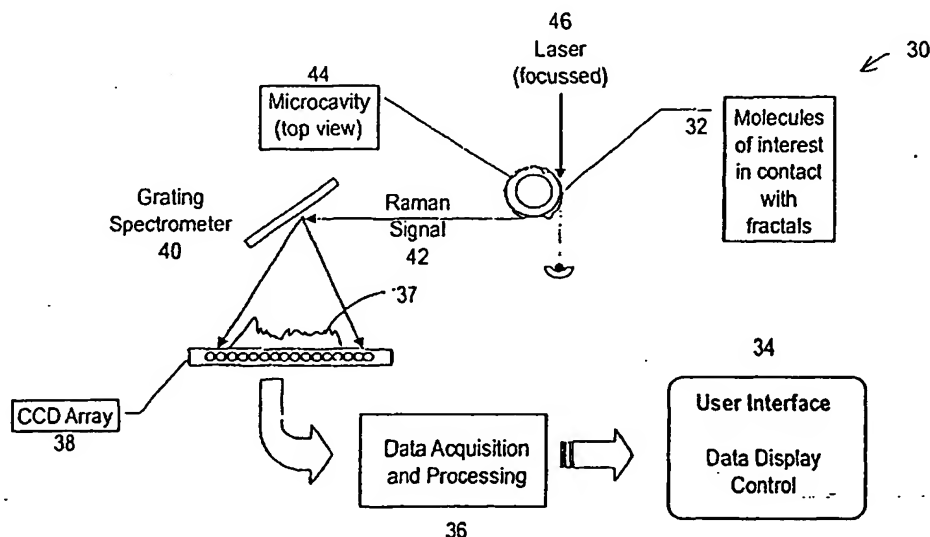 46
Laser
(focussed)
30
44
Microcavity
(top view)
32
Molecules
of interest
in contact
with
fractals
Grating
Spectrometer
40
Raman
Signal
42
37
CCD Array
38
Data Acquisition
and Processing
36
34
User Interface
Data Display
Control